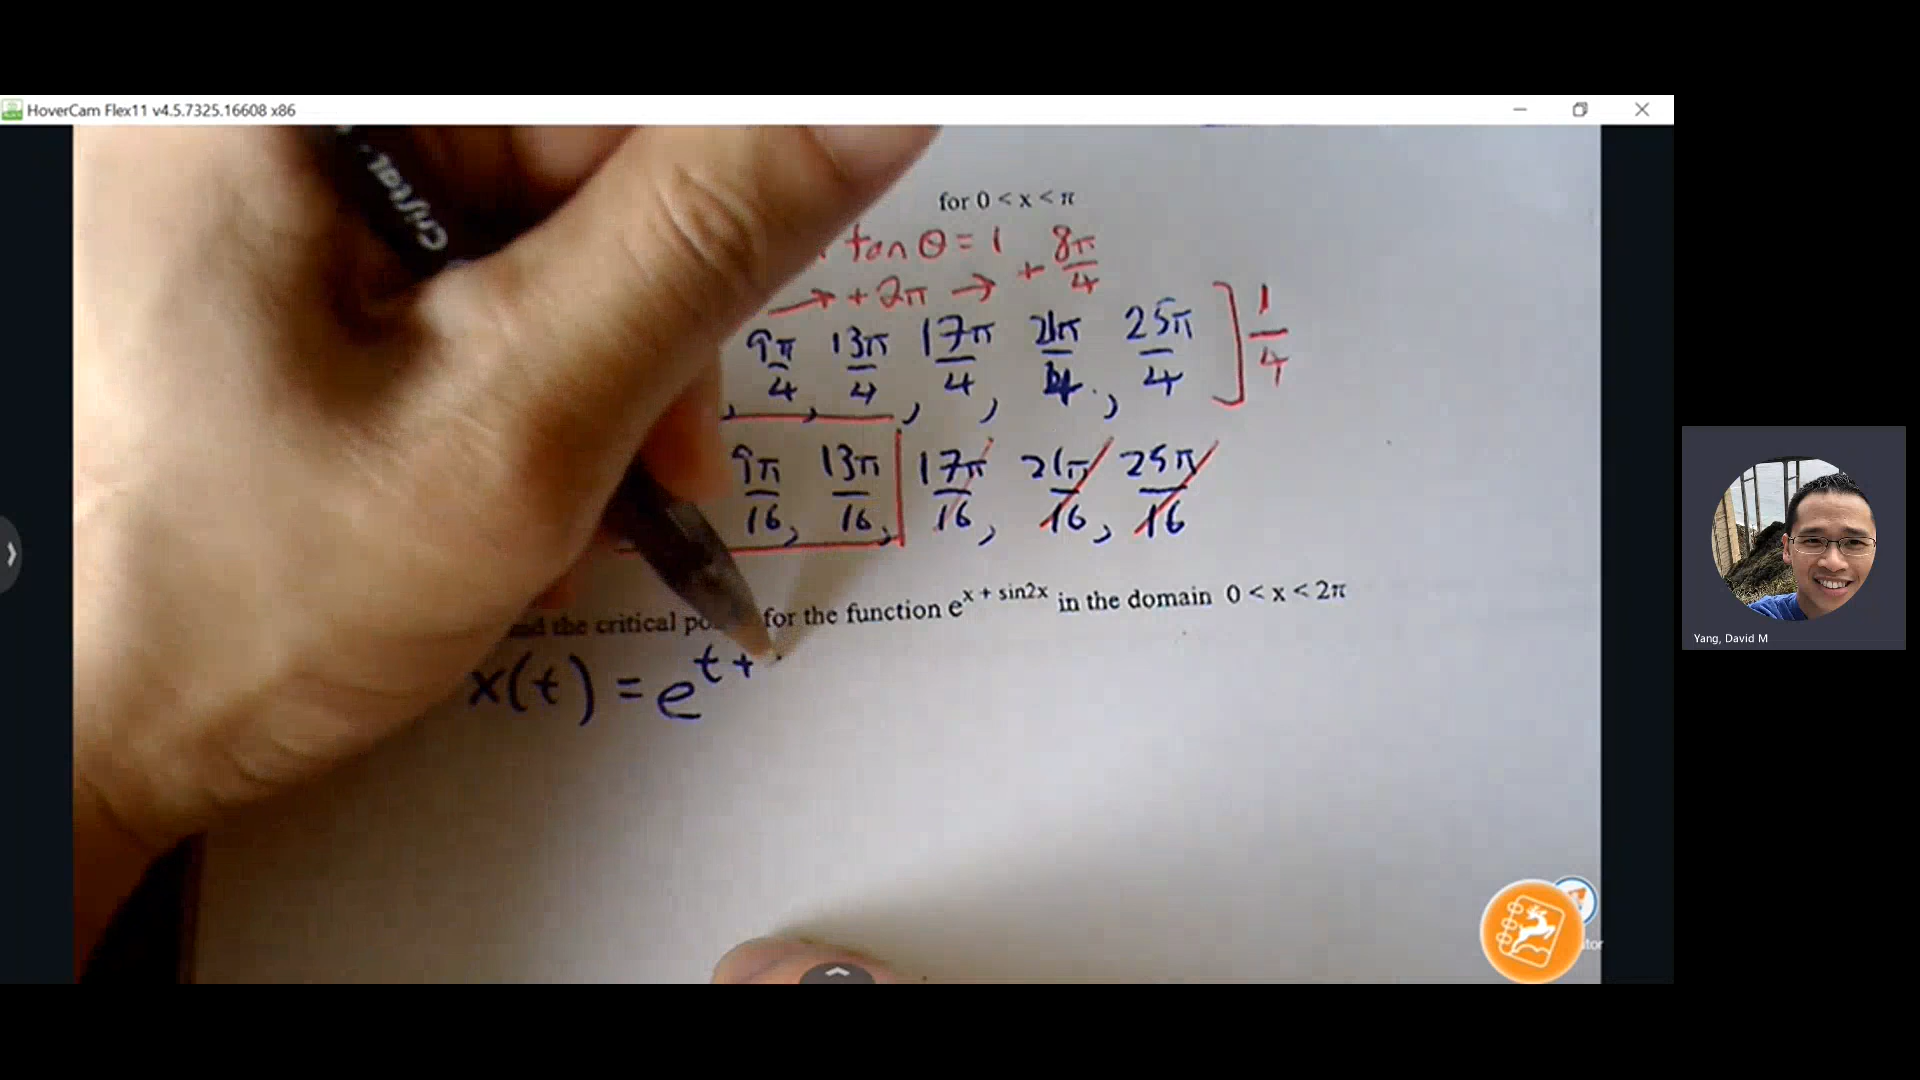 HoverCam Flex11 v4.5.7325.16608 x86
Cristal
for 0 < x < π
tan θ = 1 + 8π/4
→ +2π →
9π/4, 13π/4, 17π/4, 21π/4, 25π/4 ] 1/4
9π/16, 13π/16, 17π/16, 21π/16, 25π/16
the critical for the function e^x + sin2x in the domain 0 < x < 2π
x(t) = e^t +
Yang, David M